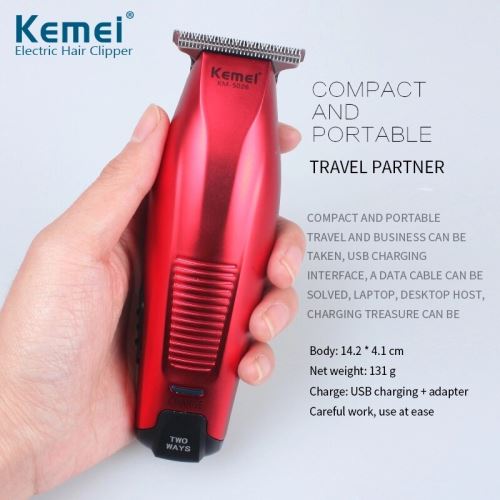 Kemei®
Electric Hair Clipper
Kemei
KM-5026
COMPACT
AND
PORTABLE
TRAVEL PARTNER
COMPACT AND PORTABLE
TRAVEL AND BUSINESS CAN BE
TAKEN, USB CHARGING
INTERFACE, A DATA CABLE CAN BE
SOLVED, LAPTOP, DESKTOP HOST,
CHARGING TREASURE CAN BE
Body: 14.2 * 4.1 cm
Net weight: 131 g
Charge: USB charging + adapter
Careful work, use at ease
CHARGE
TWO
WAYS